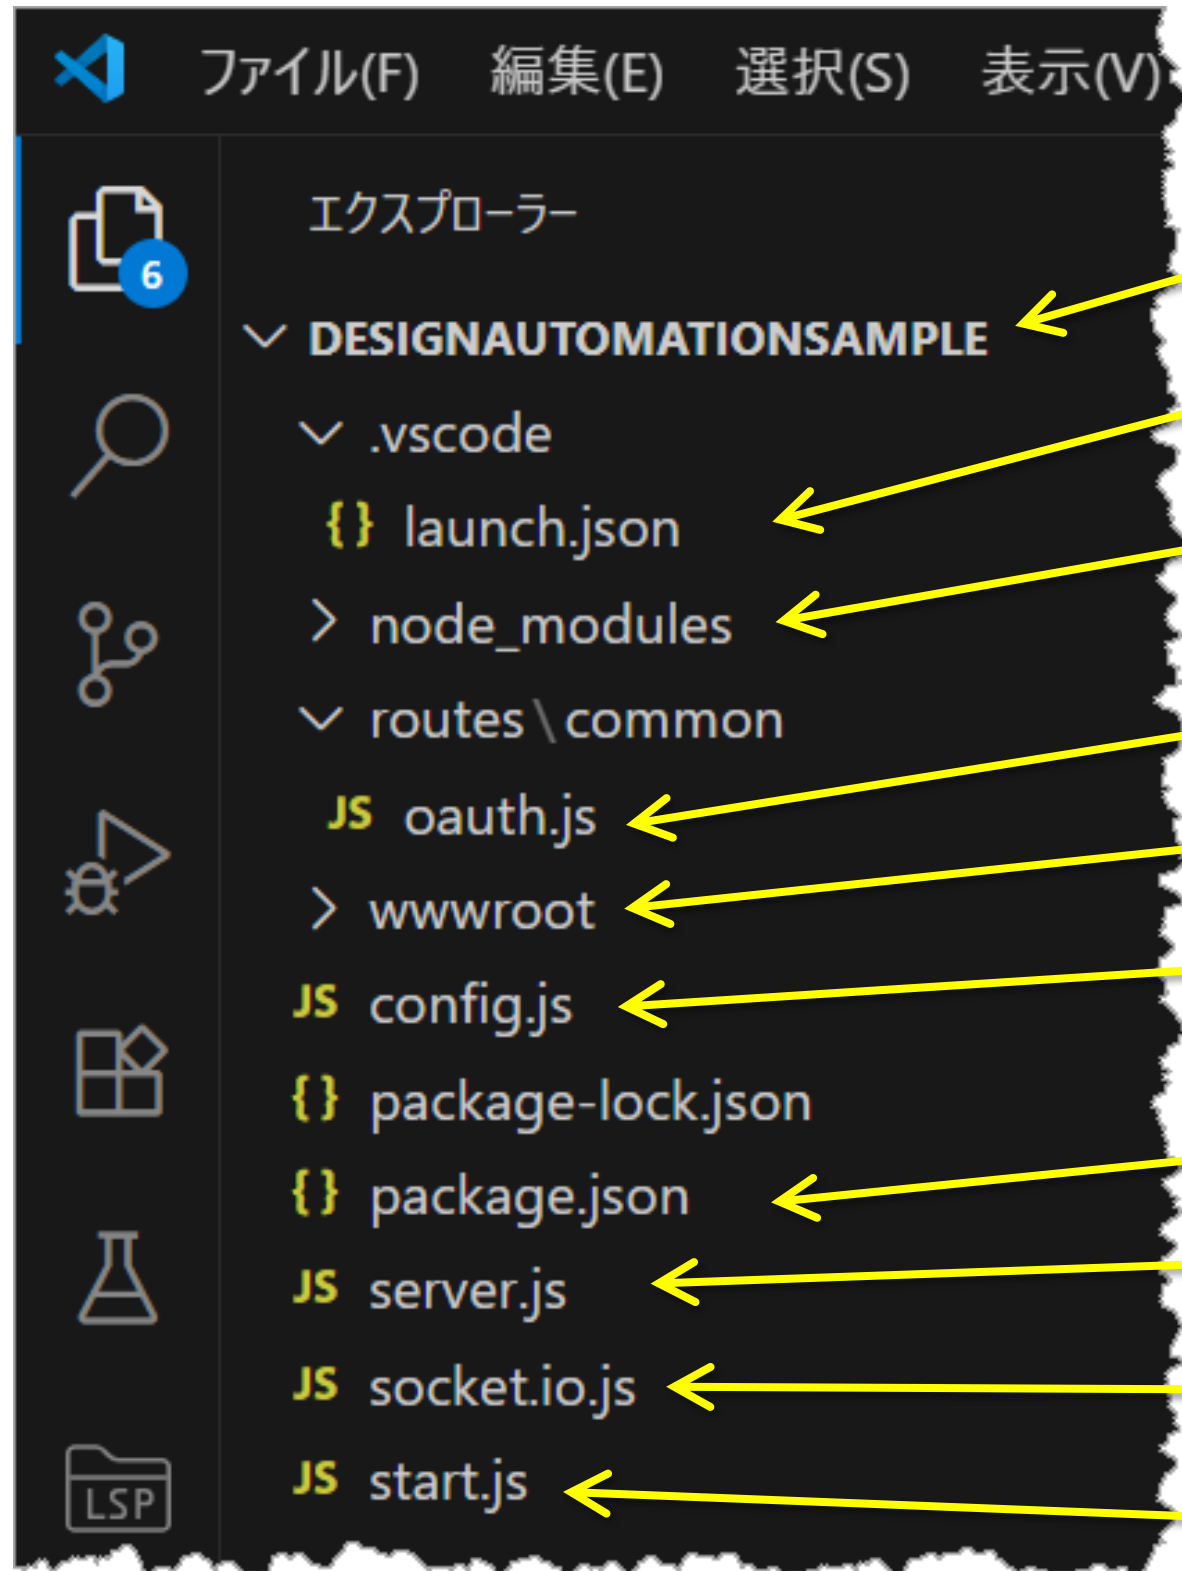 ファイル(F) 編集(E) 選択(S) 表示(V)
エクスプローラー
6
DESIGNAUTOMATIONSAMPLE
.vscode
{} launch.json
node_modules
routes\common
JS oauth.js
wwwroot
JS config.js
{} package-lock.json
{} package.json
JS server.js
JS socket.io.js
JS start.js
LSP